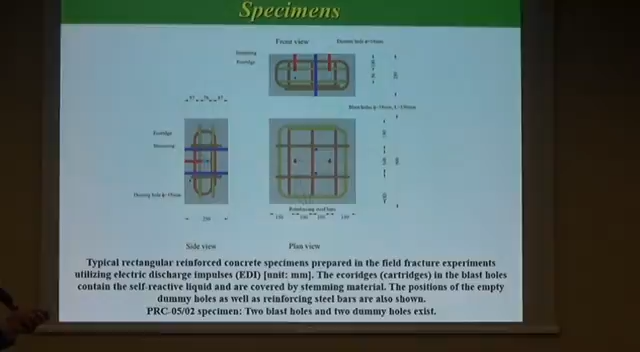 Specimens
Front view
Side view
Plan view
Typical rectangular reinforced concrete specimens prepared in the field fracture experiments
utilizing electric discharge impulses (EDI) [unit: mm]. The ecoridges (cartridges) in the blast holes
contain the self-reactive liquid and are covered by stemming material. The positions of the empty
dummy holes as well as reinforcing steel bars are also shown.
PRC-05/02 specimen: Two blast holes and two dummy holes exist.